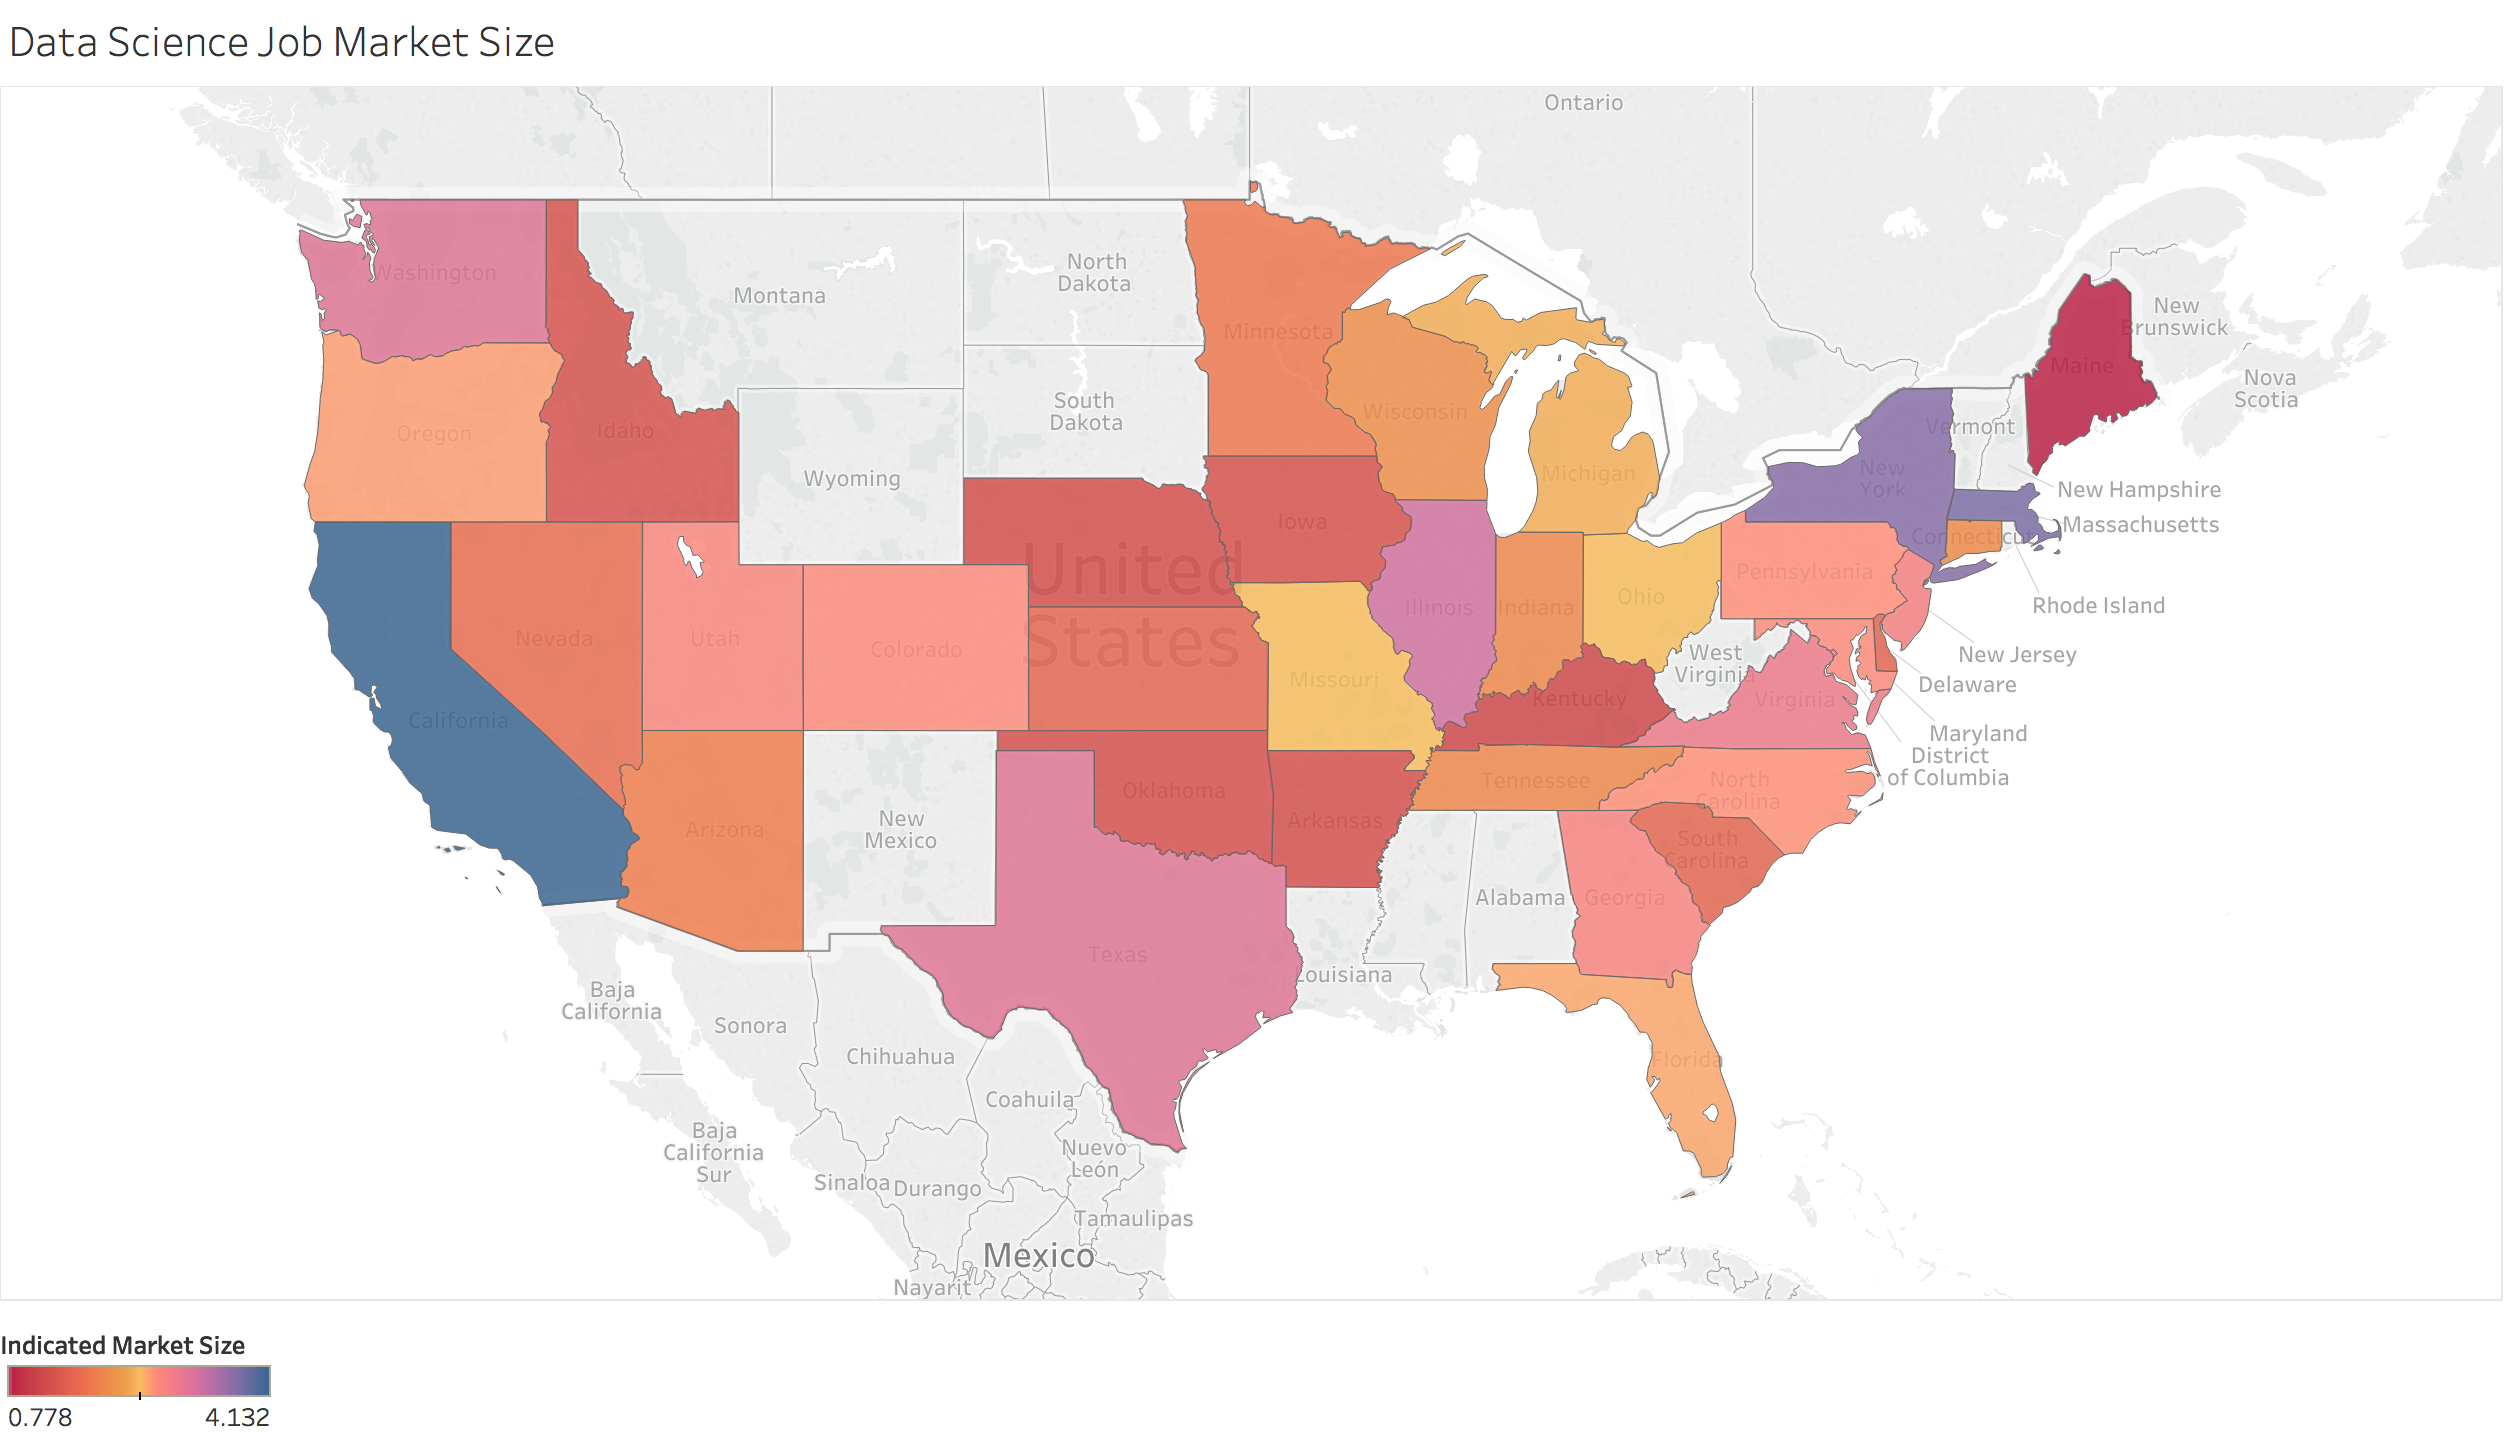 Data Science Job Market Size
Ontario
Washington
Montana
North
Dakota
New
Brunswick
Minnesota
Maine
Nova
Scotia
South
Dakota
Oregon
Idaho
Wisconsin
Vermont
Wyoming
Michigan
New
York
New Hampshire
Iowa
Massachusetts
Connecticut
United
States
Pennsylvania
Ohio
Illinois
Indiana
Rhode Island
Nevada
Utah
Colorado
New Jersey
West
Virginia
Missouri
Delaware
Kentucky
Virginia
California
Maryland
District
of Columbia
Oklahoma
Tennessee
North
Carolina
New
Mexico
Arizona
Arkansas
South
Carolina
Alabama
Georgia
Texas
Louisiana
Baja
California
Sonora
Chihuahua
Florida
Coahuila
Baja
California
Sur
Nuevo
León
Sinaloa
Durango
Tamaulipas
Mexico
Nayarit
Indicated Market Size
0.778
4.132